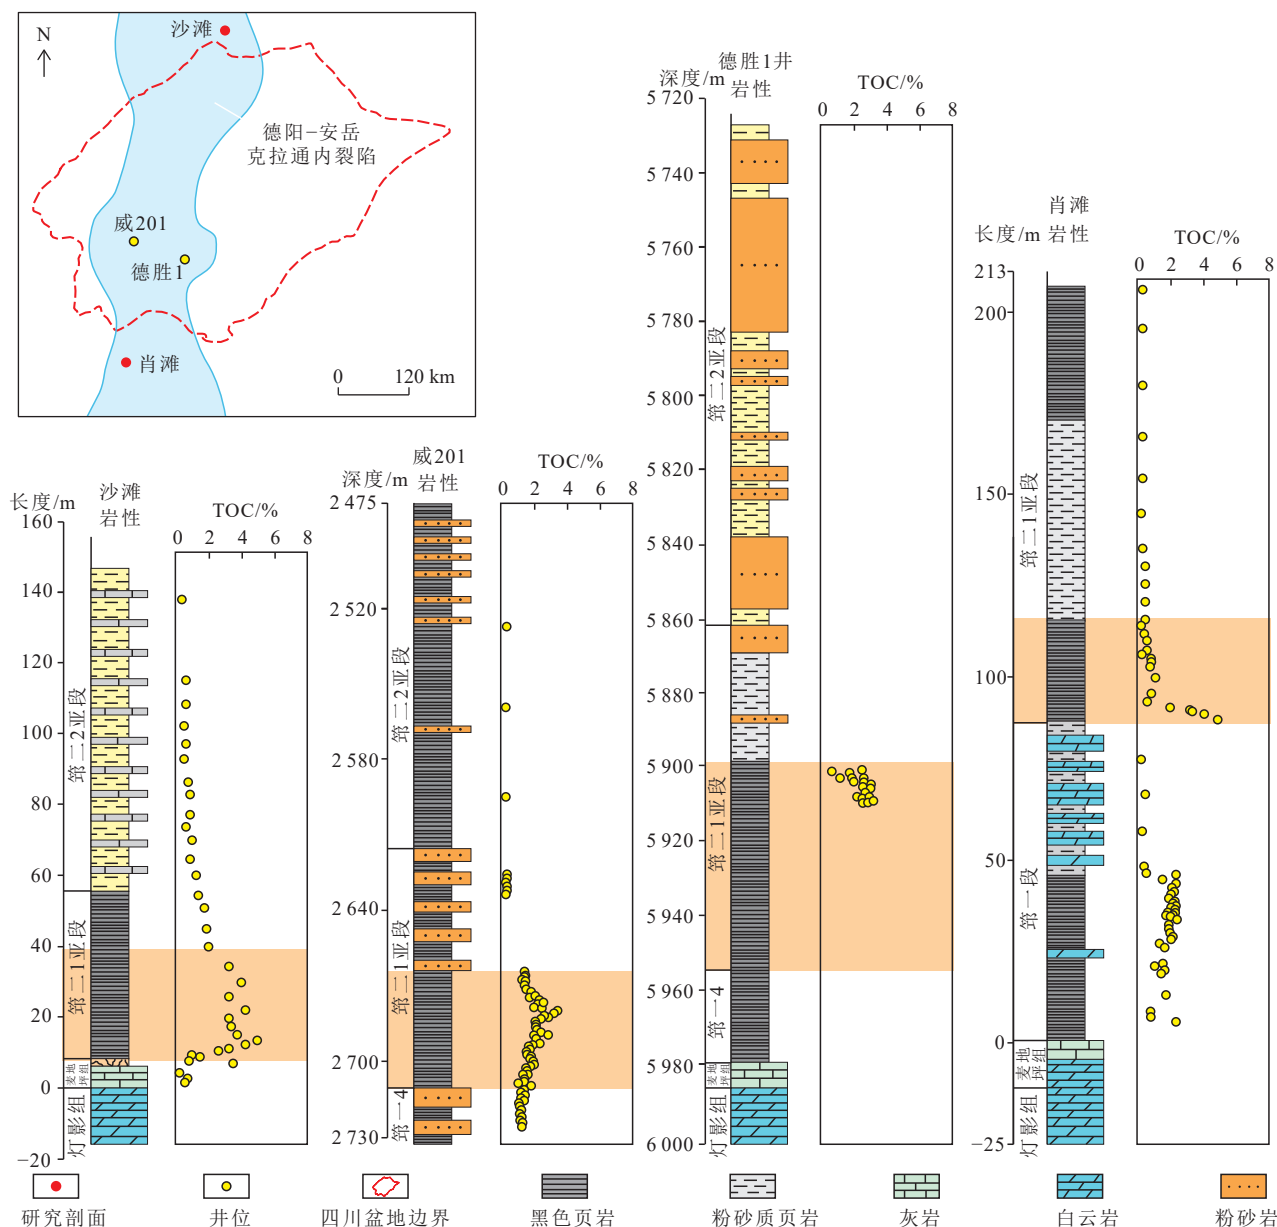 N
沙滩
德阳–安岳
克拉通内裂陷
威201
德胜1
肖滩
0 120 km
沙滩
长度/m 岩性 TOC/%
0 2 4 6 8
160
140
120
100
80
60
40
20
0
−20
筇二2亚段
筇二1亚段
麦地坪组
灯影组
威201
深度/m 岩性 TOC/%
0 2 4 6 8
2 475
2 520
2 580
2 640
2 700
2 730
筇二2亚段
筇二1亚段
筇一4
德胜1井
深度/m 岩性 TOC/%
0 2 4 6 8
5 720
5 740
5 760
5 780
5 800
5 820
5 840
5 860
5 880
5 900
5 920
5 940
5 960
5 980
6 000
筇二2亚段
筇二1亚段
筇一4
麦地坪组
灯影组
肖滩
长度/m 岩性 TOC/%
0 2 4 6 8
213
200
150
100
50
0
−25
筇二1亚段
筇一段
麦地坪组
灯影组
研究剖面 井位 四川盆地边界 黑色页岩 粉砂质页岩 灰岩 白云岩 粉砂岩